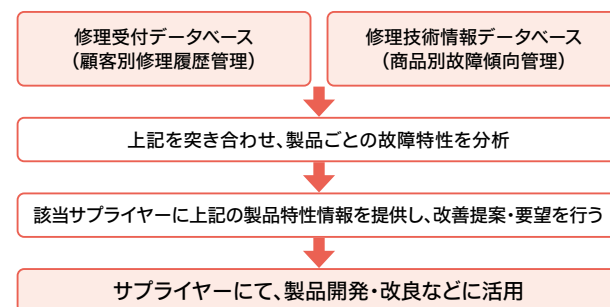 修理受付データベース
(顧客別修理履歴管理)
修理技術情報データベース
(商品別故障傾向管理)
上記を突き合わせ、製品ごとの故障特性を分析
該当サプライヤーに上記の製品特性情報を提供し、改善提案・要望を行う
サプライヤーにて、製品開発・改良などに活用